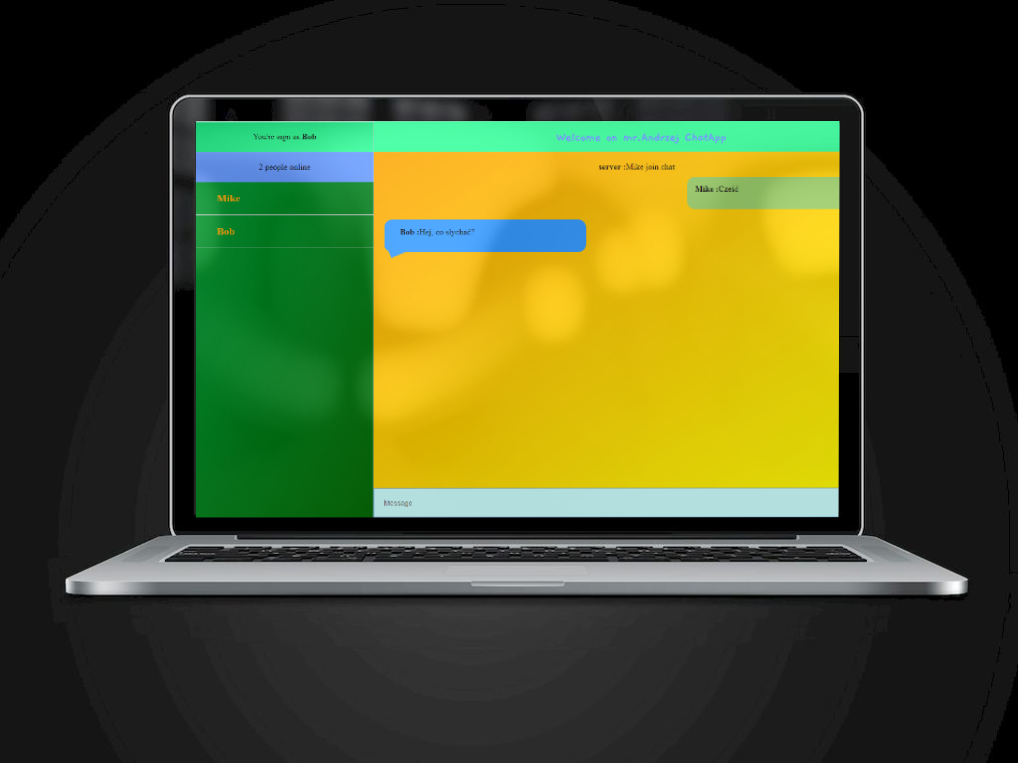 You're sign as Bob
Welcome on mr.Andrzej ChatApp
2 people online
server :Mike join chat
Mike
Mike :Cześć
Bob
Bob :Hej, co słychać?
Message